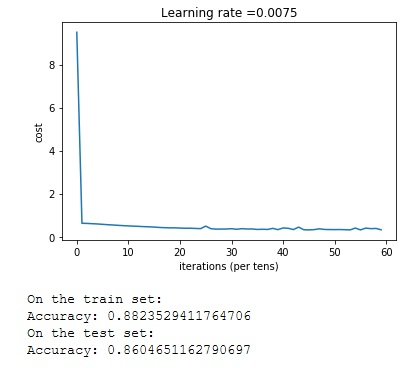 Learning rate =0.0075
8
6
4
2
0
cost
0 10 20 30 40 50 60
iterations (per tens)
On the train set:
Accuracy: 0.8823529411764706
On the test set:
Accuracy: 0.8604651162790697